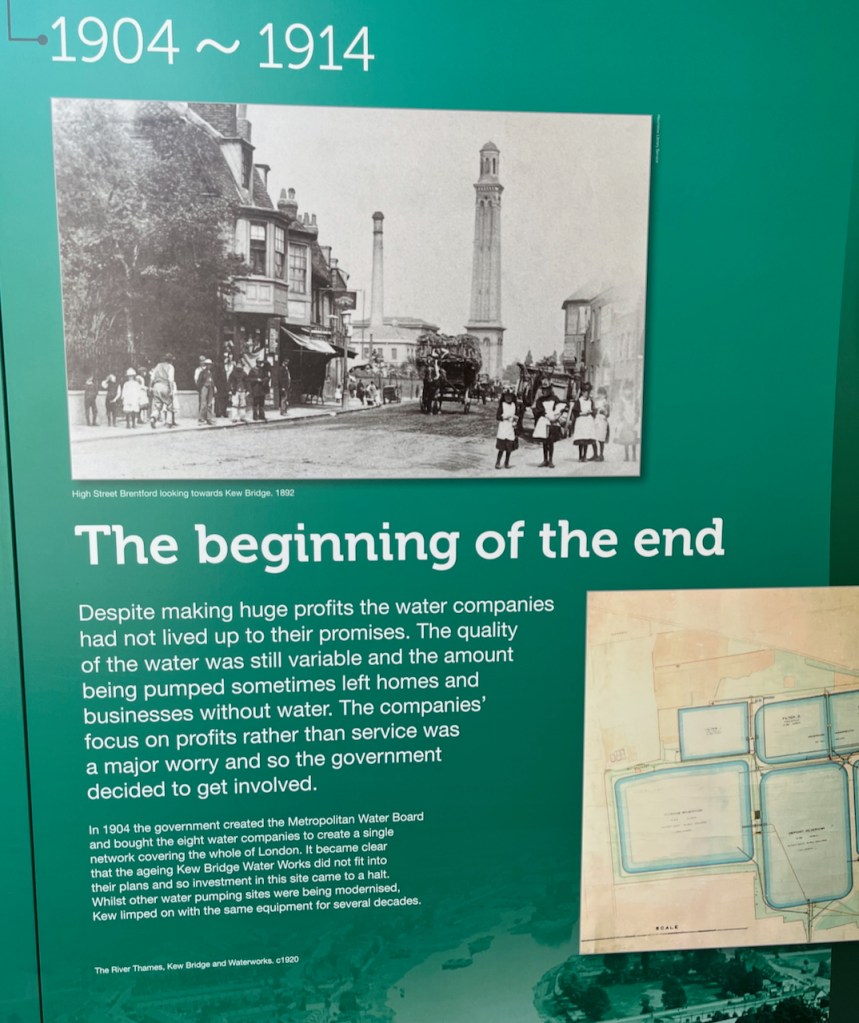 1904 ~ 1914
High Street Brentford looking towards Kew Bridge. 1892
The beginning of the end
Despite making huge profits the water companies
had not lived up to their promises. The quality
of the water was still variable and the amount
being pumped sometimes left homes and
businesses without water. The companies'
focus on profits rather than service was
a major worry and so the government
decided to get involved.
In 1904 the government created the Metropolitan Water Board
and bought the eight water companies to create a single
network covering the whole of London. It became clear
that the ageing Kew Bridge Water Works did not fit into
their plans and so investment in this site came to a halt.
Whilst other water pumping sites were being modernised,
Kew limped on with the same equipment for several decades.
The River Thames, Kew Bridge and Waterworks. c1920
SCALE